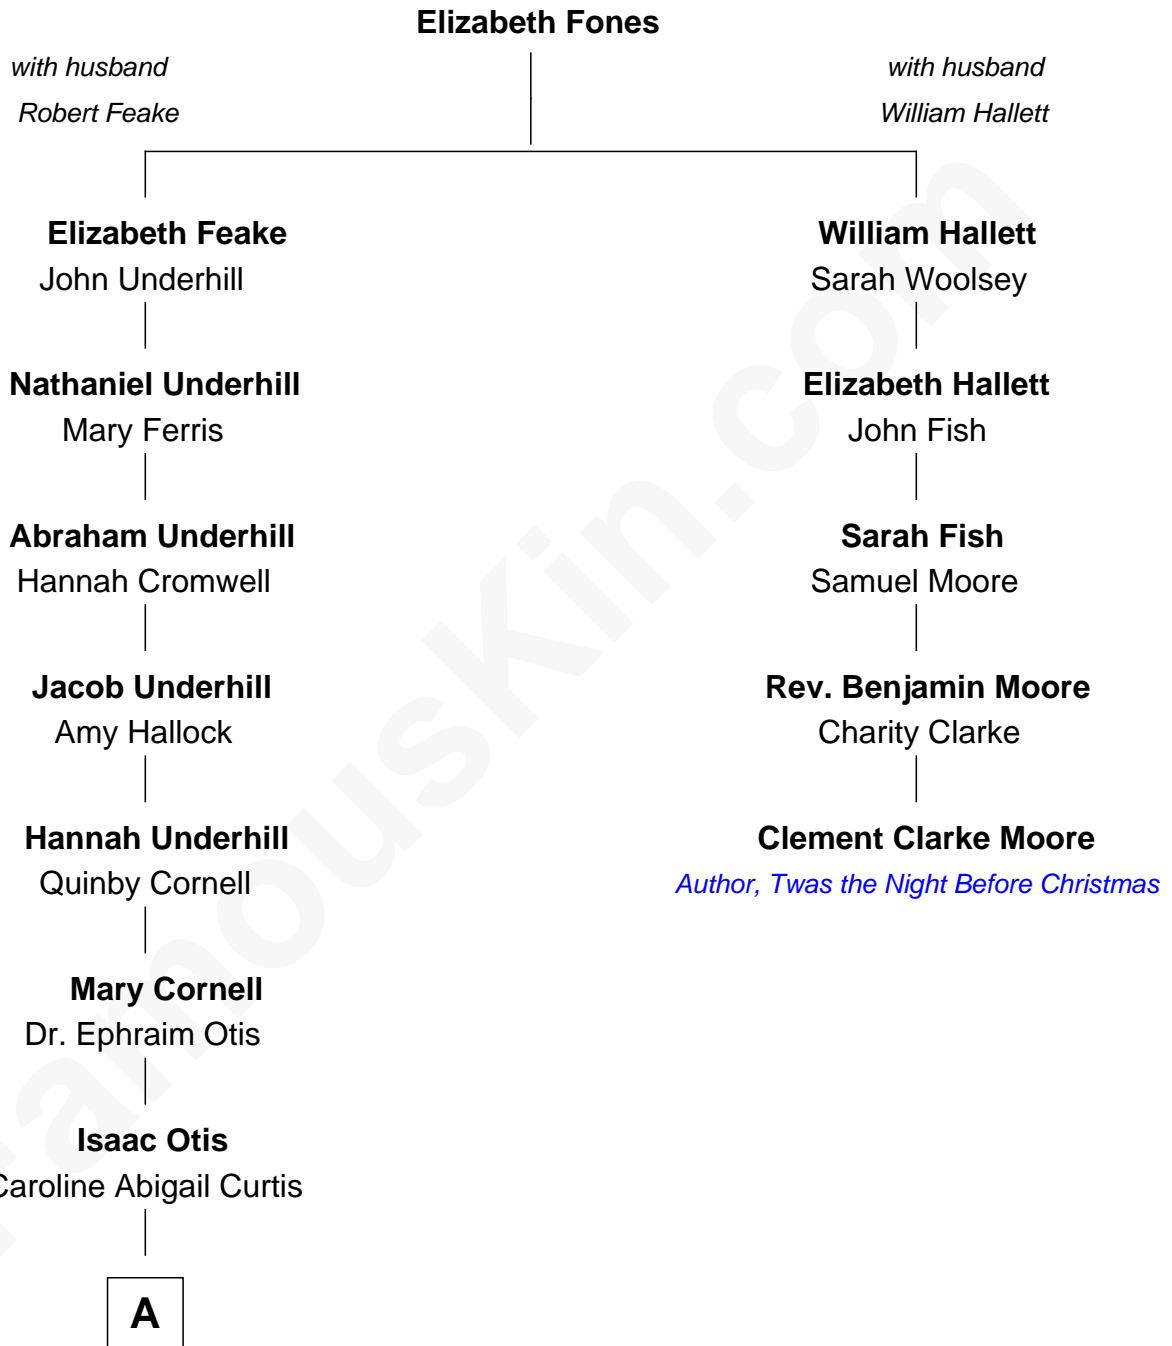 Elizabeth Fones
with husband
Robert Feake
with husband
William Hallett
Elizabeth Feake
John Underhill
William Hallett
Sarah Woolsey
Nathaniel Underhill
Mary Ferris
Elizabeth Hallett
John Fish
Abraham Underhill
Hannah Cromwell
Sarah Fish
Samuel Moore
Jacob Underhill
Amy Hallock
Rev. Benjamin Moore
Charity Clarke
Hannah Underhill
Quinby Cornell
Clement Clarke Moore
Author, Twas the Night Before Christmas
Mary Cornell
Dr. Ephraim Otis
Isaac Otis
Caroline Abigail Curtis
A
FamousKin.com